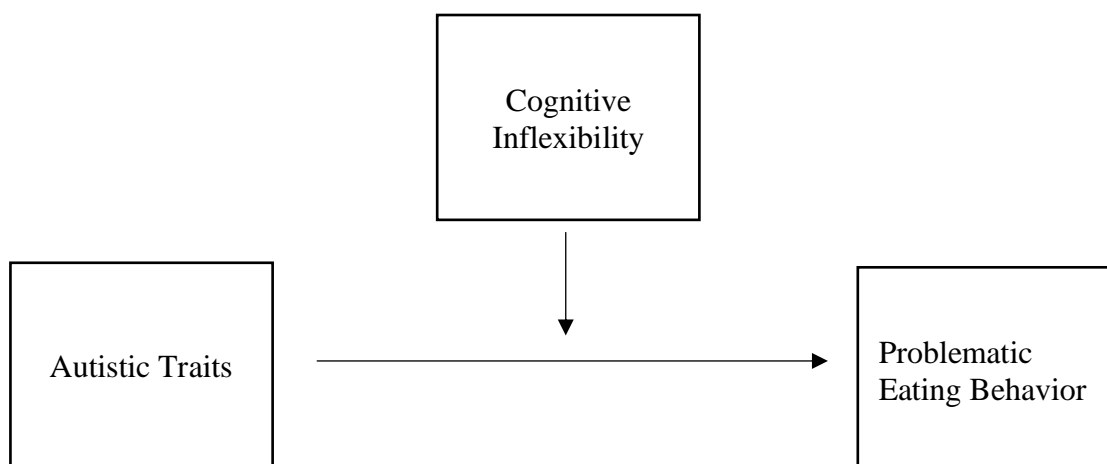 Cognitive
Inflexibility
Autistic Traits
Problematic
Eating Behavior